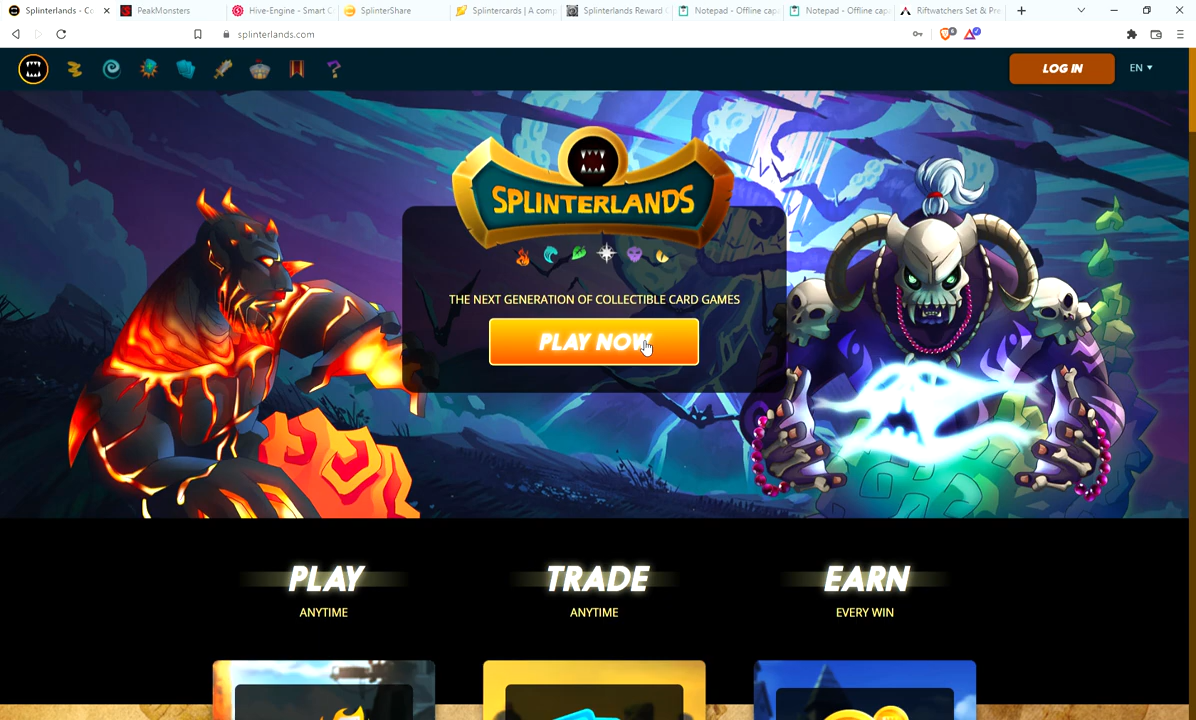 Splinterlands - Co
PeakMonsters
Hive-Engine - Smart C
SplinterShare
Splintercards | A comp
Splinterlands Reward C
Notepad - Offline cap
Notepad - Offline cap
Riftwatchers Set & Pre
splinterlands.com
LOG IN
EN
SPLINTERLANDS
THE NEXT GENERATION OF COLLECTIBLE CARD GAMES
PLAY NOW
PLAY TRADE EARN
ANYTIME ANYTIME EVERY WIN